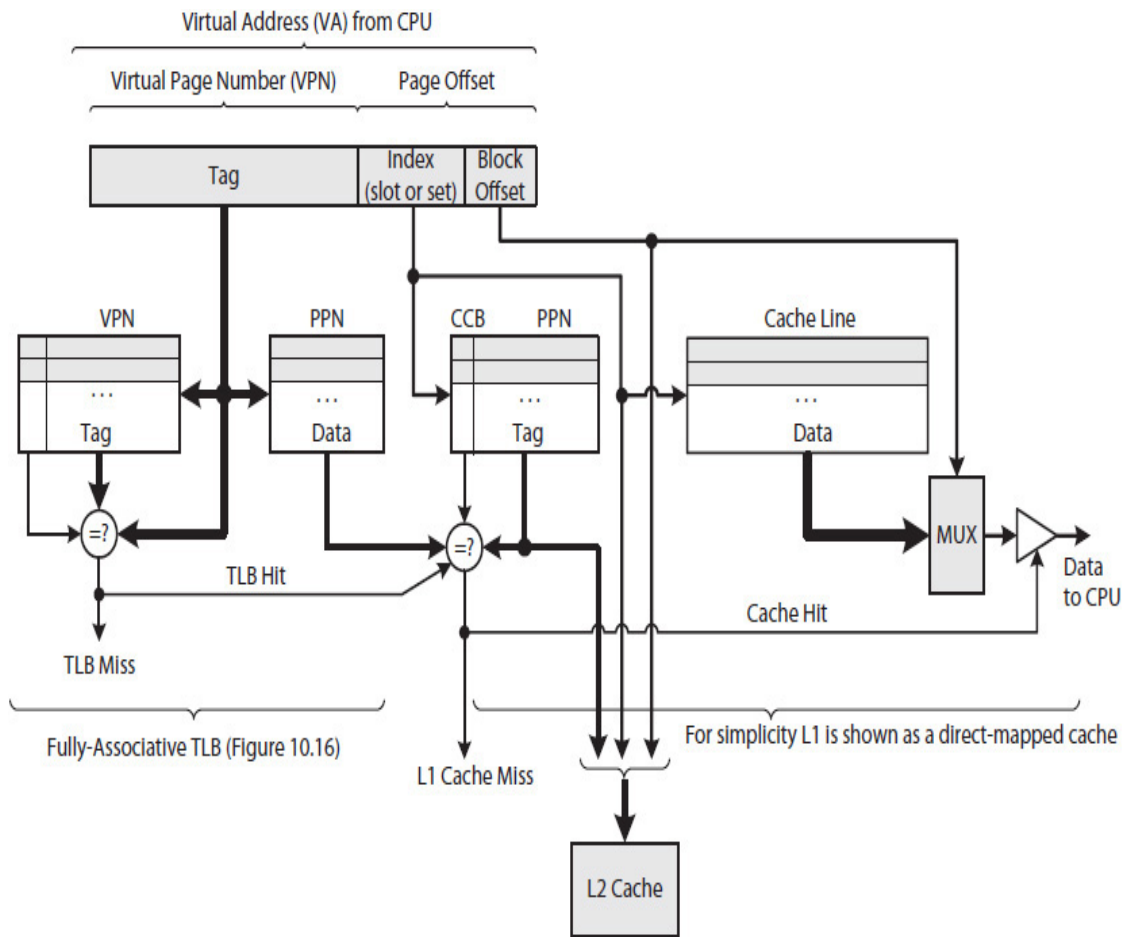 Virtual Address (VA) from CPU
Virtual Page Number (VPN)
Page Offset
Tag
Index
(slot or set)
Block
Offset
VPN
PPN
CCB
PPN
Cache Line
...
Tag
...
Data
...
Tag
...
Data
=?
=?
MUX
TLB Hit
Data
to CPU
Cache Hit
TLB Miss
Fully-Associative TLB (Figure 10.16)
For simplicity L1 is shown as a direct-mapped cache
L1 Cache Miss
L2 Cache